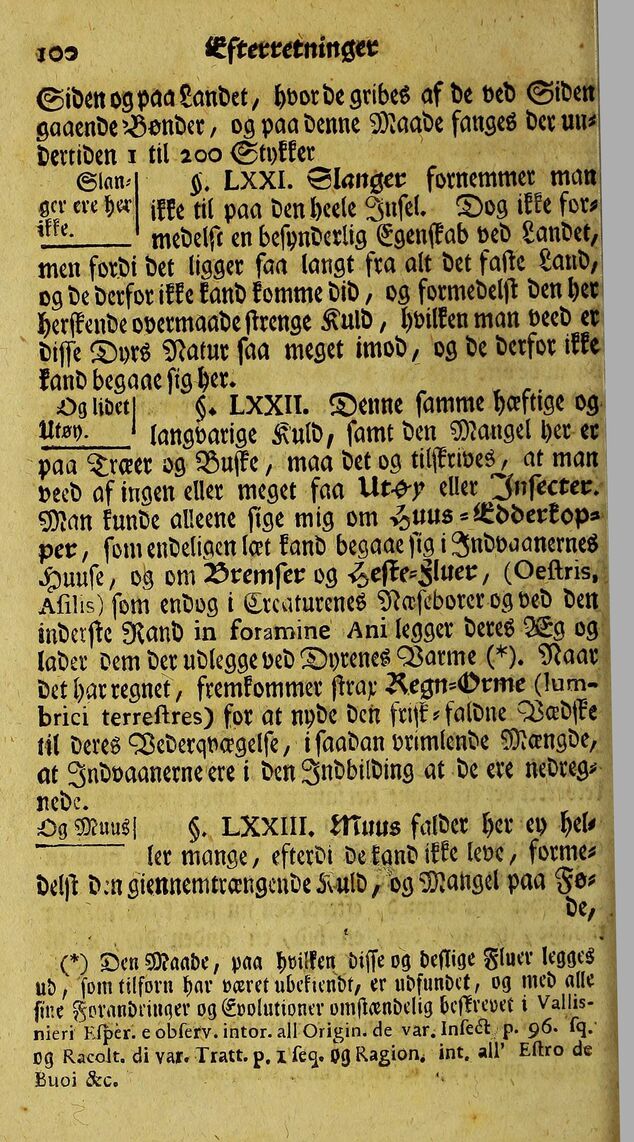 100 Efterretninger
Siden og paa Landet, hvor de gribes af de ved Siden
gaaende Bønder, og paa denne Maade fanges der un-
dertiden 1 til 200 Stykker
Slan-
ger ere her
ikke.
§. LXXI. Slanger fornemmer man
ikke til paa den heele Insel. Dog ikke for-
medelst en besynderlig Egenskab ved Landet,
men fordi det ligger saa langt fra alt det faste Land,
og de derfor ikke kand komme did, og formedelst den her
herskende overmaade strenge Kuld, hvilken man veed er
disse Dyrs Natur saa meget imod, og de derfor ikke
kand begaae sig her.
Og lidet
Utøy.
§. LXXII. Denne samme hæftige og
langvarige Kuld, samt den Mangel her er
paa Træer og Buske, maa det og tilskrives, at man
veed af ingen eller meget faa Utøy eller Insecter.
Man kunde alleene sige mig om Huus-Edderkop-
per, som endeligen læt kand begaae sig i Indvaanernes
Huuse, og om Bremser og Heste-Fluer, (Oestris,
Asilis) som endog i Creaturenes Næseborer og ved den
inderste Rand in foramine Ani legger deres Æg og
lader dem der udlegge ved Dyrenes Varme (*). Naar
det har regnet, fremkommer strax Regn-Orme (lum-
brici terrestres) for at nyde den frisk-faldne Vædske
til deres Vederqvægelse, i saadan vrimlende Mængde,
at Indvaanerne ere i den Indbilding at de ere nedreg-
nede.
Og Muus
§. LXXIII. Muus falder her ey hel-
ler mange, efterdi de kand ikke leve, forme-
delst den giennemtrængende Kuld, og Mangel paa Fø-
de,
(*) Den Maade, paa hvilken disse og deslige Fluer legges
ud, som tilforn har været ubekiendt, er udfundet, og med alle
sine Forandringer og Evolutioner omstændelig beskrevet i Vallis-
nieri Esper. e observ. intor. all Origin. de var. Insect p. 96. sq.
og Racolt. di var. Tratt. p. 1 seq. og Ragion. int. all' Estro de
Buoi &c.